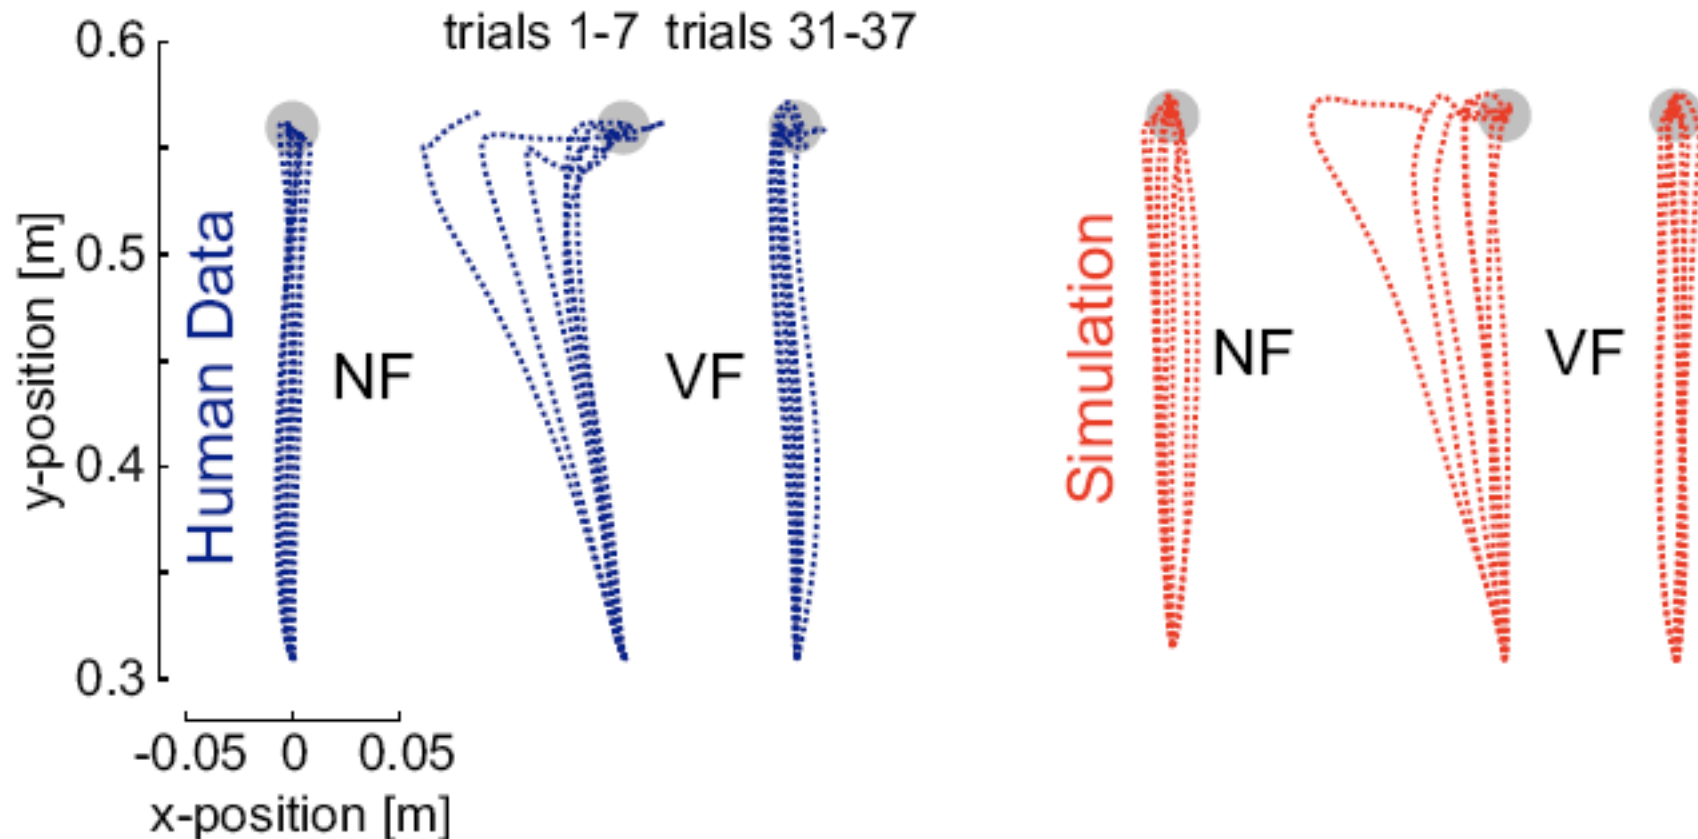 trials 1-7 trials 31-37
0.6
0.5
0.4
0.3
y-position [m]
Human Data
NF
VF
Simulation
NF
VF
-0.05 0 0.05
x-position [m]